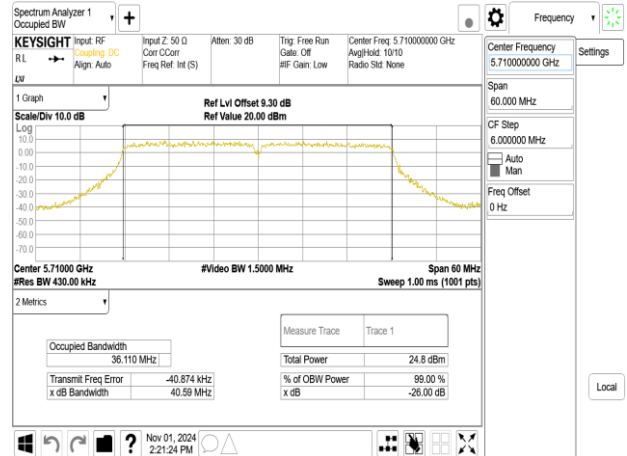 Spectrum Analyzer 1
Occupied BW
Frequency
KEYSIGHT
Input: RF
Input Z: 50 Ω
Atten: 30 dB
Trig: Free Run
Center Freq: 5.710000000 GHz
RL
Coupling: DC
Corr CCorr
Gate: Off
Avg|Hold: 10/10
Align: Auto
Freq Ref: Int (S)
#IF Gain: Low
Radio Std: None
Center Frequency
5.710000000 GHz
Settings
Span
60.000 MHz
CF Step
6.000000 MHz
Auto
Man
Freq Offset
0 Hz
1 Graph
Ref Lvl Offset 9.30 dB
Scale/Div 10.0 dB
Ref Value 20.00 dBm
Log
10.0
0.00
-10.0
-20.0
-30.0
-40.0
-50.0
-60.0
-70.0
Center 5.71000 GHz
#Video BW 1.5000 MHz
Span 60 MHz
#Res BW 430.00 kHz
Sweep 1.00 ms (1001 pts)
2 Metrics
Measure Trace
Trace 1
Occupied Bandwidth
36.110 MHz
Total Power
24.8 dBm
Transmit Freq Error
-40.874 kHz
% of OBW Power
99.00 %
x dB Bandwidth
40.59 MHz
x dB
-26.00 dB
Local
?
Nov 01, 2024
2:21:24 PM